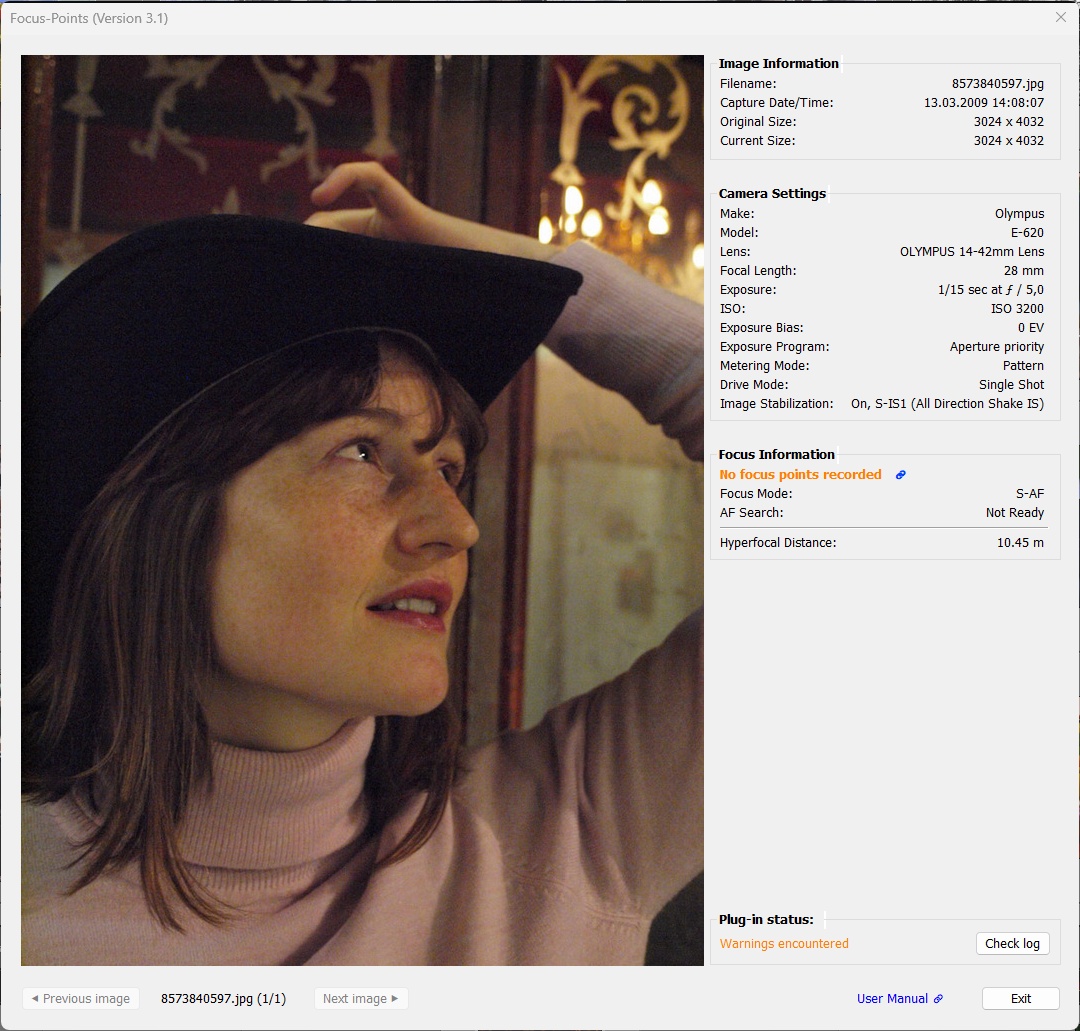 Focus-Points (Version 3.1)
Image Information
Filename: 8573840597.jpg
Capture Date/Time: 13.03.2009 14:08:07
Original Size: 3024 x 4032
Current Size: 3024 x 4032
Camera Settings
Make: Olympus
Model: E-620
Lens: OLYMPUS 14-42mm Lens
Focal Length: 28 mm
Exposure: 1/15 sec at ƒ / 5,0
ISO: ISO 3200
Exposure Bias: 0 EV
Exposure Program: Aperture priority
Metering Mode: Pattern
Drive Mode: Single Shot
Image Stabilization: On, S-IS1 (All Direction Shake IS)
Focus Information
No focus points recorded
Focus Mode: S-AF
AF Search: Not Ready
Hyperfocal Distance: 10.45 m
Plug-in status:
Warnings encountered Check log
Previous image 8573840597.jpg (1/1) Next image User Manual Exit